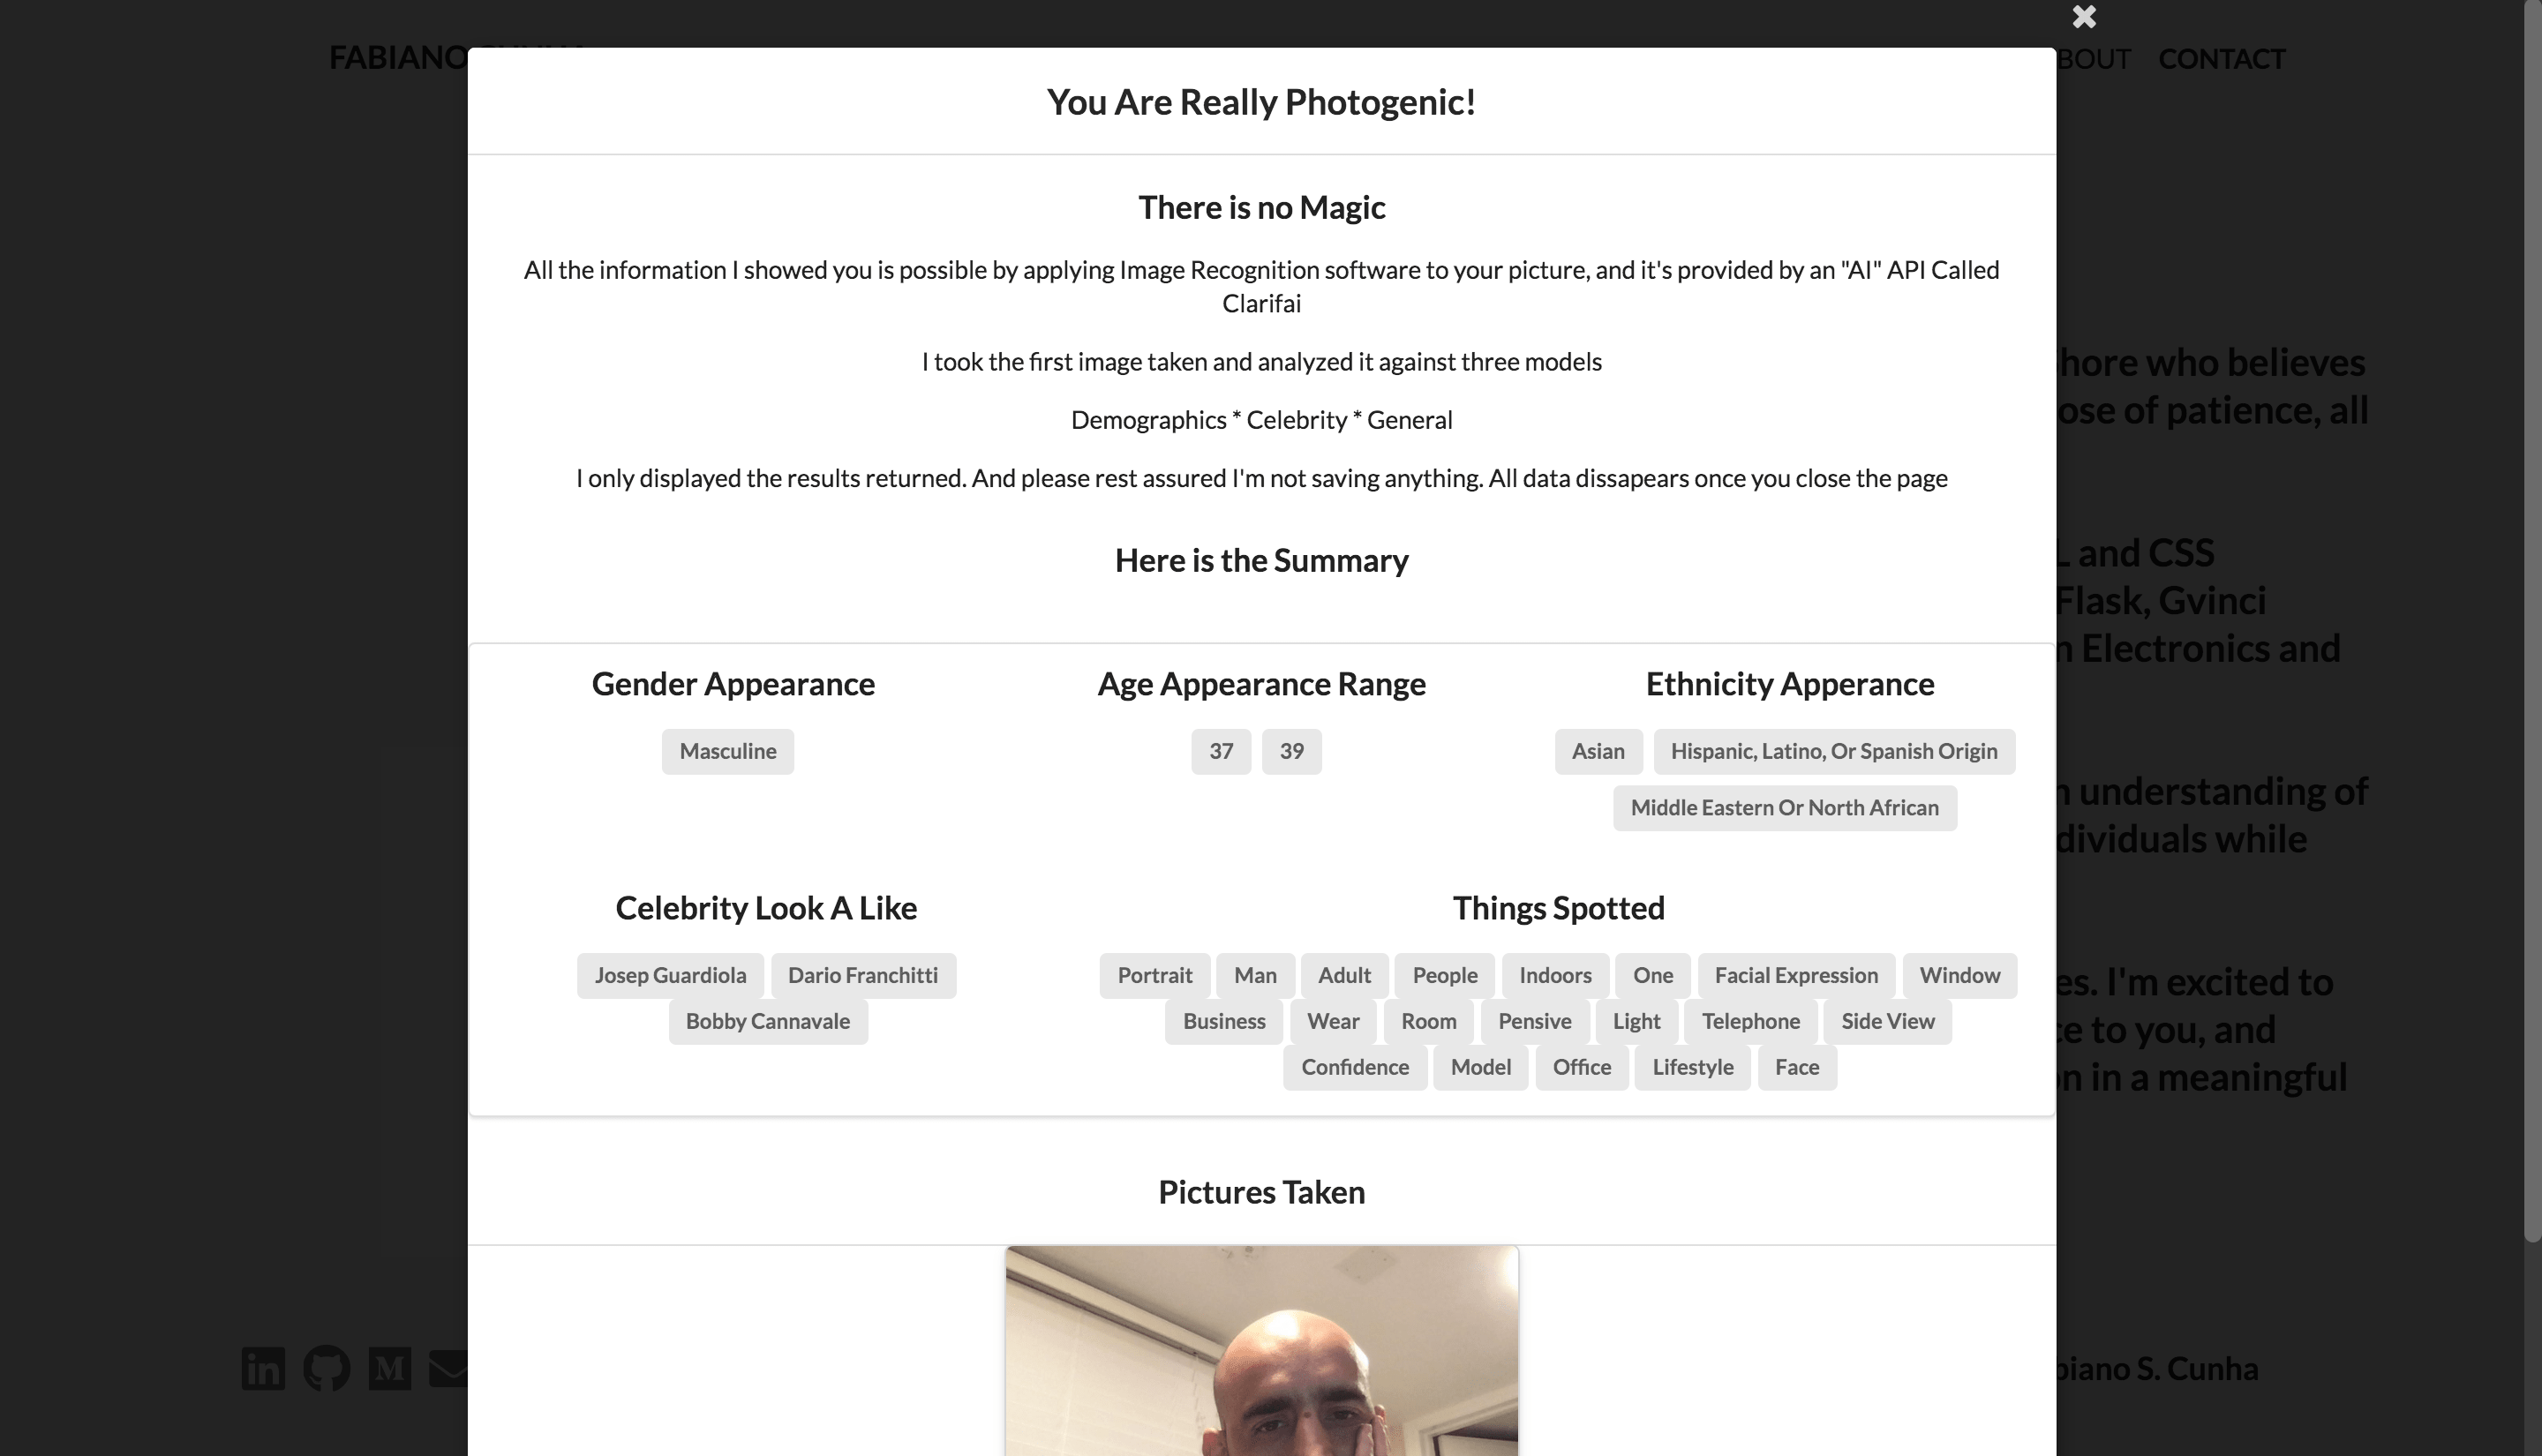 FABIANO
BOUT CONTACT
You Are Really Photogenic!
There is no Magic
All the information I showed you is possible by applying Image Recognition software to your picture, and it's provided by an "AI" API Called
Clarifai
I took the first image taken and analyzed it against three models
Demographics * Celebrity * General
I only displayed the results returned. And please rest assured I'm not saving anything. All data dissapears once you close the page
Here is the Summary
Gender Appearance
Masculine
Age Appearance Range
37 39
Ethnicity Apperance
Asian Hispanic, Latino, Or Spanish Origin
Middle Eastern Or North African
Celebrity Look A Like
Josep Guardiola Dario Franchitti
Bobby Cannavale
Things Spotted
Portrait Man Adult People Indoors One Facial Expression Window
Business Wear Room Pensive Light Telephone Side View
Confidence Model Office Lifestyle Face
Pictures Taken
hore who believes
ose of patience, all
L and CSS
Flask, Gvinci
n Electronics and
n understanding of
dividuals while
es. I'm excited to
ce to you, and
on in a meaningful
in M
biano S. Cunha